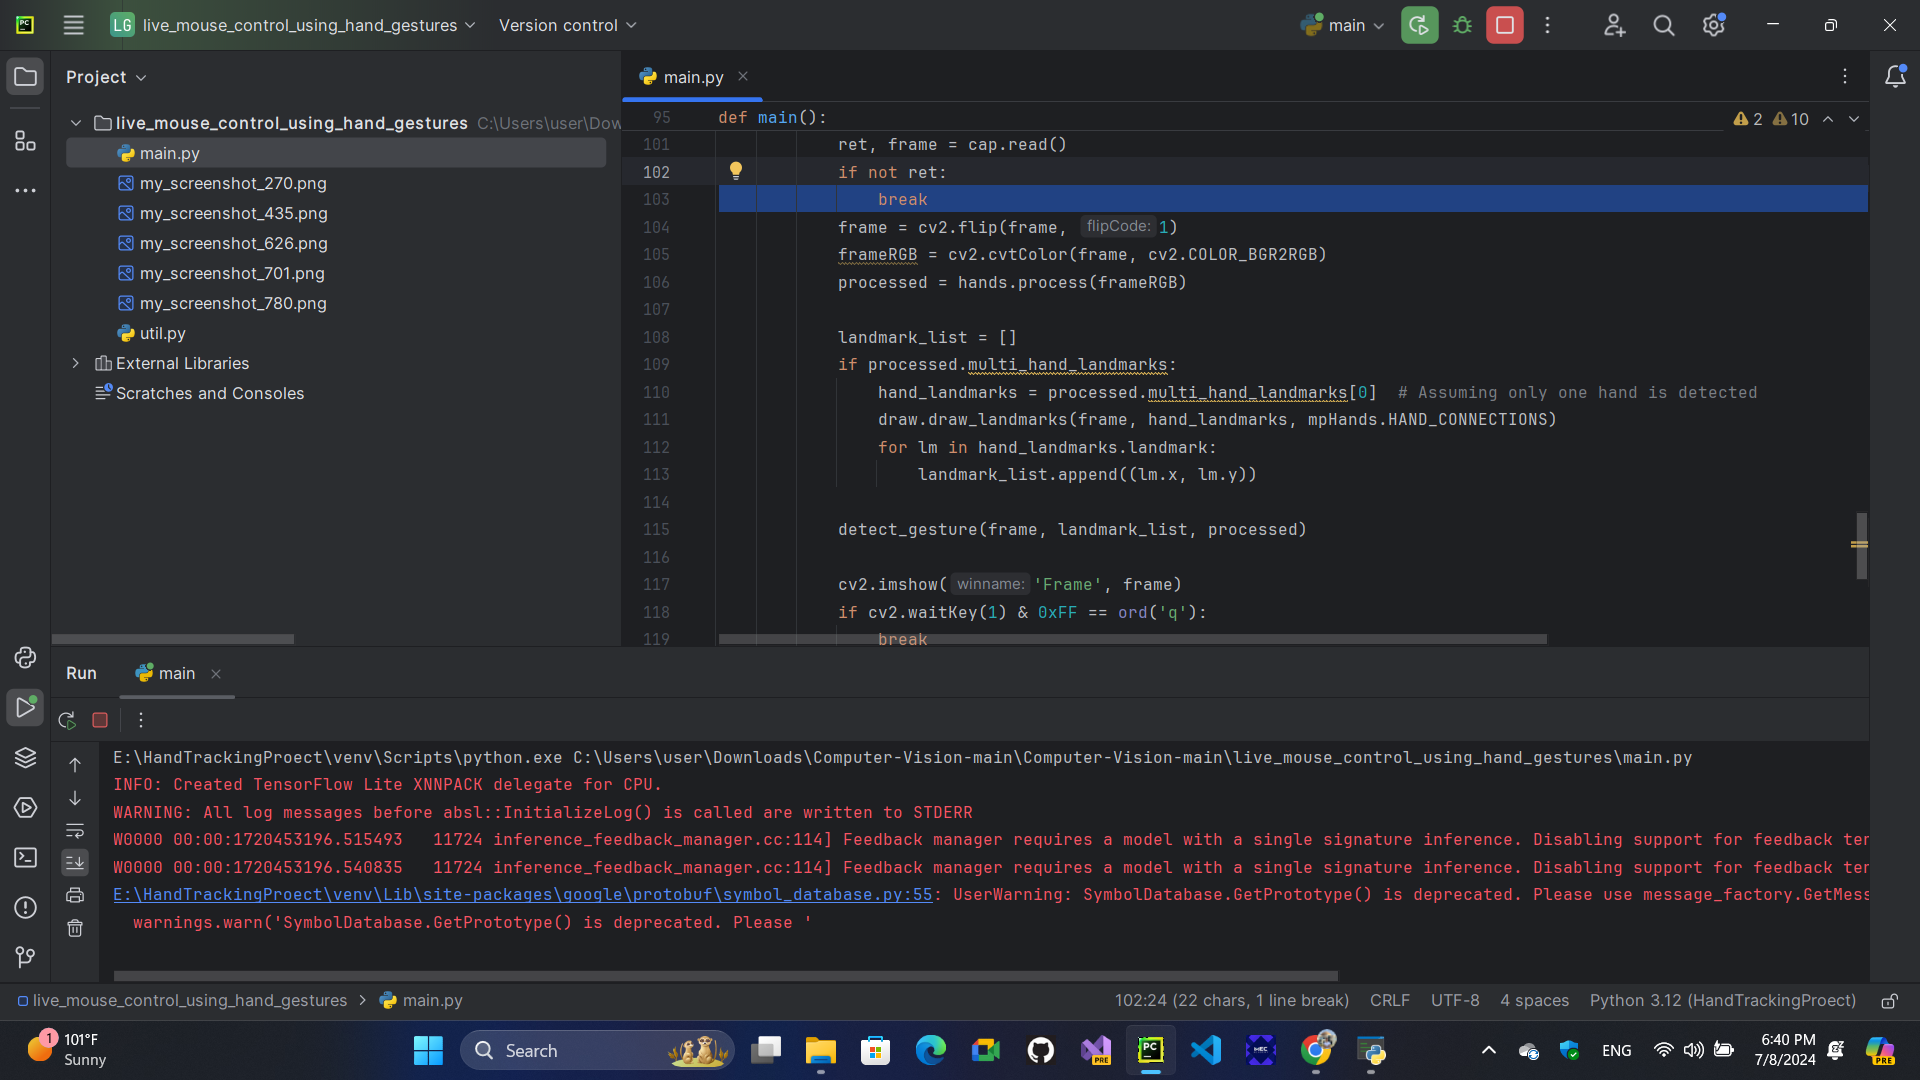 LG live_mouse_control_using_hand_gestures Version control main
Project
live_mouse_control_using_hand_gestures C:\Users\user\Dow
main.py
my_screenshot_270.png
my_screenshot_435.png
my_screenshot_626.png
my_screenshot_701.png
my_screenshot_780.png
util.py
External Libraries
Scratches and Consoles
main.py
95 def main():
2 10
101 ret, frame = cap.read()
102 if not ret:
103 break
104 frame = cv2.flip(frame, flipCode: 1)
105 frameRGB = cv2.cvtColor(frame, cv2.COLOR_BGR2RGB)
106 processed = hands.process(frameRGB)
107
108 landmark_list = []
109 if processed.multi_hand_landmarks:
110 hand_landmarks = processed.multi_hand_landmarks[0] # Assuming only one hand is detected
111 draw.draw_landmarks(frame, hand_landmarks, mpHands.HAND_CONNECTIONS)
112 for lm in hand_landmarks.landmark:
113 landmark_list.append((lm.x, lm.y))
114
115 detect_gesture(frame, landmark_list, processed)
116
117 cv2.imshow( winname: 'Frame', frame)
118 if cv2.waitKey(1) & 0xFF == ord('q'):
119 break
Run main
E:\HandTrackingProect\venv\Scripts\python.exe C:\Users\user\Downloads\Computer-Vision-main\Computer-Vision-main\live_mouse_control_using_hand_gestures\main.py
INFO: Created TensorFlow Lite XNNPACK delegate for CPU.
WARNING: All log messages before absl::InitializeLog() is called are written to STDERR
W0000 00:00:1720453196.515493 11724 inference_feedback_manager.cc:114] Feedback manager requires a model with a single signature inference. Disabling support for feedback ten
W0000 00:00:1720453196.540835 11724 inference_feedback_manager.cc:114] Feedback manager requires a model with a single signature inference. Disabling support for feedback ten
E:\HandTrackingProect\venv\Lib\site-packages\google\protobuf\symbol_database.py:55: UserWarning: SymbolDatabase.GetPrototype() is deprecated. Please use message_factory.GetMess
warnings.warn('SymbolDatabase.GetPrototype() is deprecated. Please '
live_mouse_control_using_hand_gestures main.py
102:24 (22 chars, 1 line break) CRLF UTF-8 4 spaces Python 3.12 (HandTrackingProect)
1 101°F
Sunny
Search
PRE
PC
ENG
6:40 PM
7/8/2024
PRE